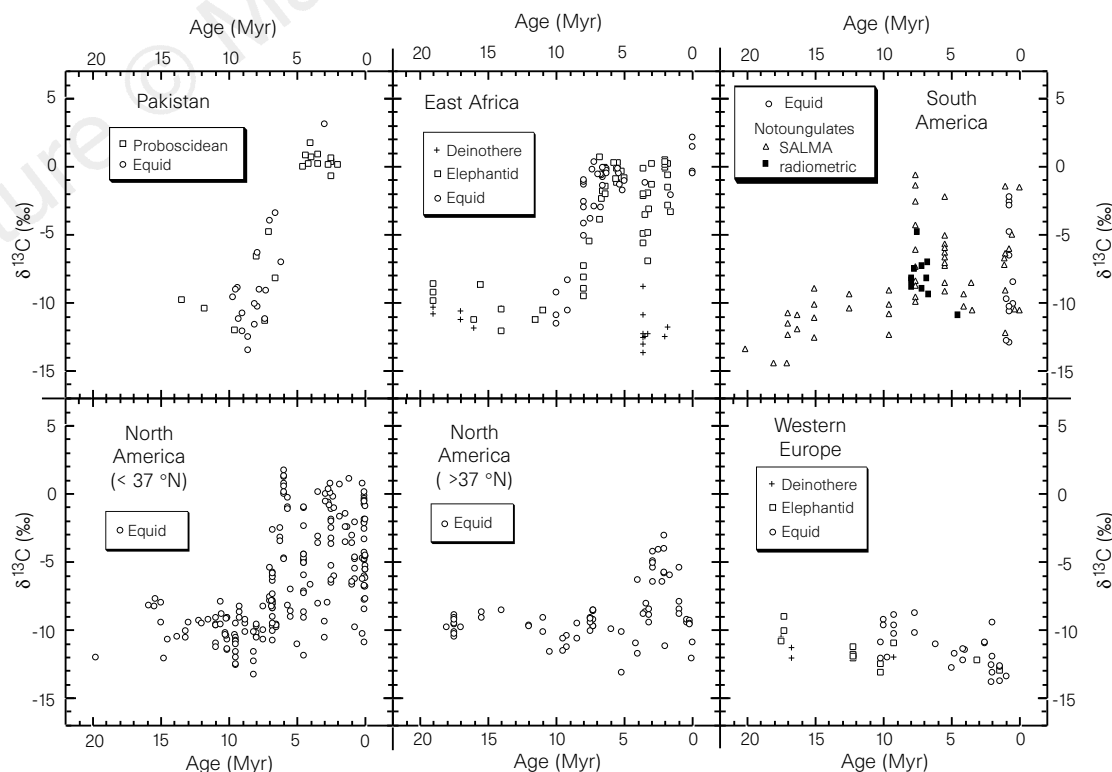 ture © Ma
Age (Myr)
Age (Myr)
Age (Myr)
20 15 10 5 0
20 15 10 5 0
20 15 10 5 0
δ13C (‰)
5
0
-5
-10
-15
Pakistan
Proboscidean
Equid
East Africa
Deinothere
Elephantid
Equid
South
America
Equid
Notoungulates
SALMA
radiometric
5
0
-5
-10
-15
δ13C (‰)
δ13C (‰)
5
0
-5
-10
-15
North
America
(< 37 °N)
Equid
North
America
( >37 °N)
Equid
Western
Europe
Deinothere
Elephantid
Equid
5
0
-5
-10
-15
δ13C (‰)
20 15 10 5 0
20 15 10 5 0
20 15 10 5 0
Age (Myr)
Age (Myr)
Age (Myr)